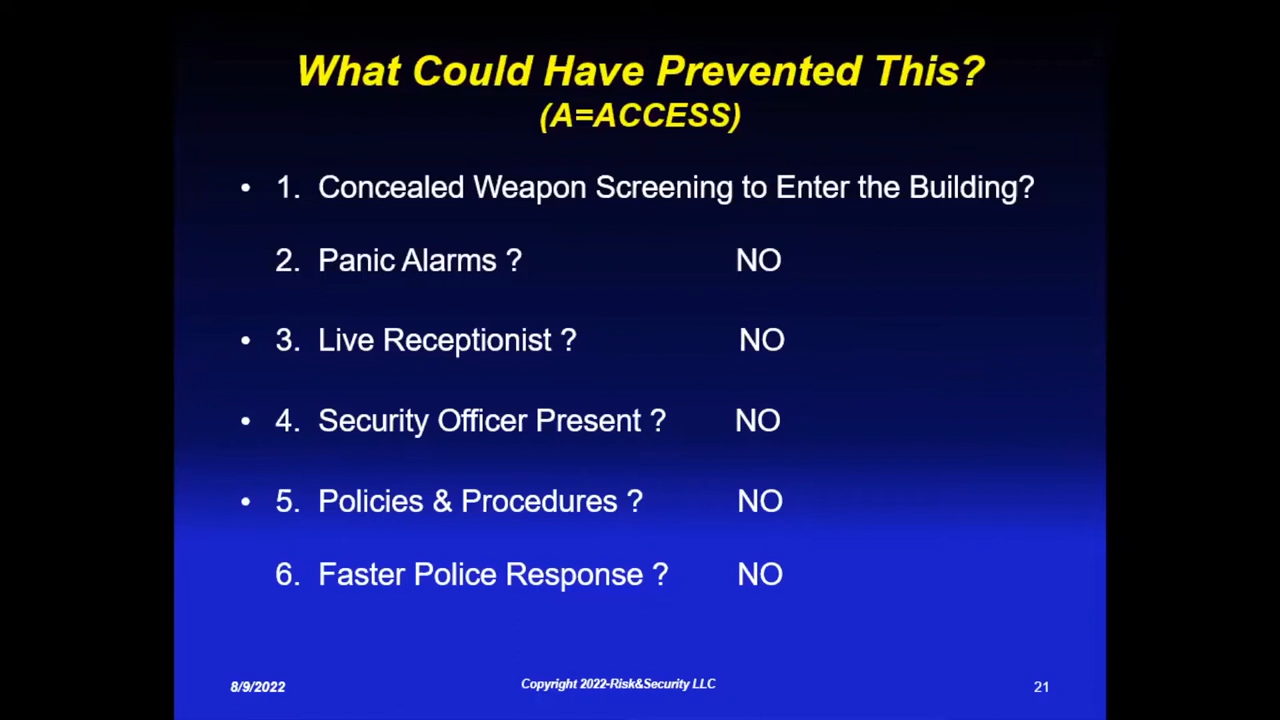 What Could Have Prevented This?
(A=ACCESS)
• 1. Concealed Weapon Screening to Enter the Building?
2. Panic Alarms ? NO
• 3. Live Receptionist ? NO
• 4. Security Officer Present ? NO
• 5. Policies & Procedures ? NO
6. Faster Police Response ? NO
8/9/2022 Copyright 2022-Risk&Security LLC 21